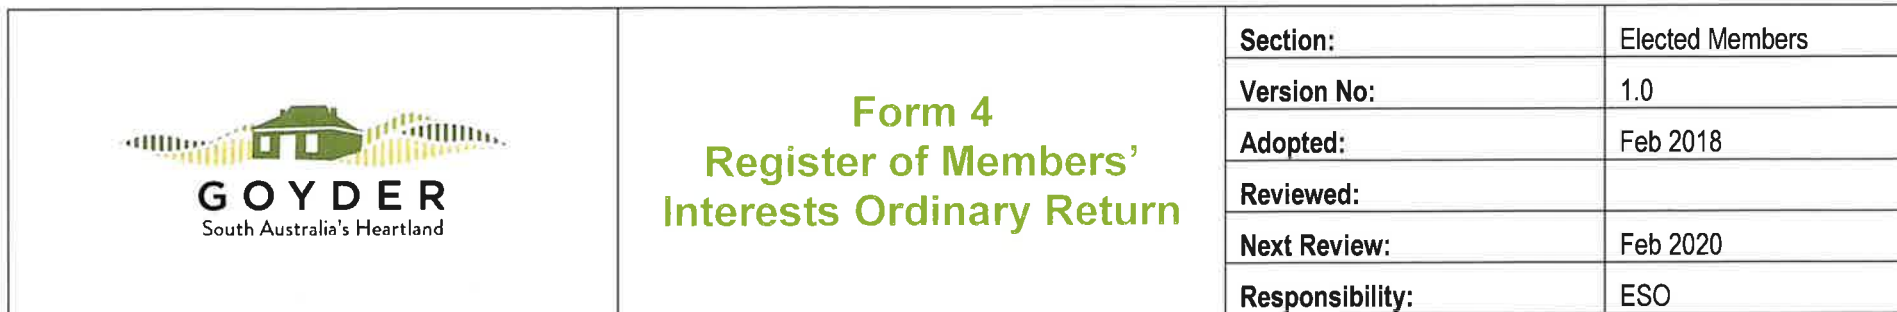 GOYDER
South Australia's Heartland
Form 4
Register of Members'
Interests Ordinary Return
Section: Elected Members
Version No: 1.0
Adopted: Feb 2018
Reviewed:
Next Review: Feb 2020
Responsibility: ESO